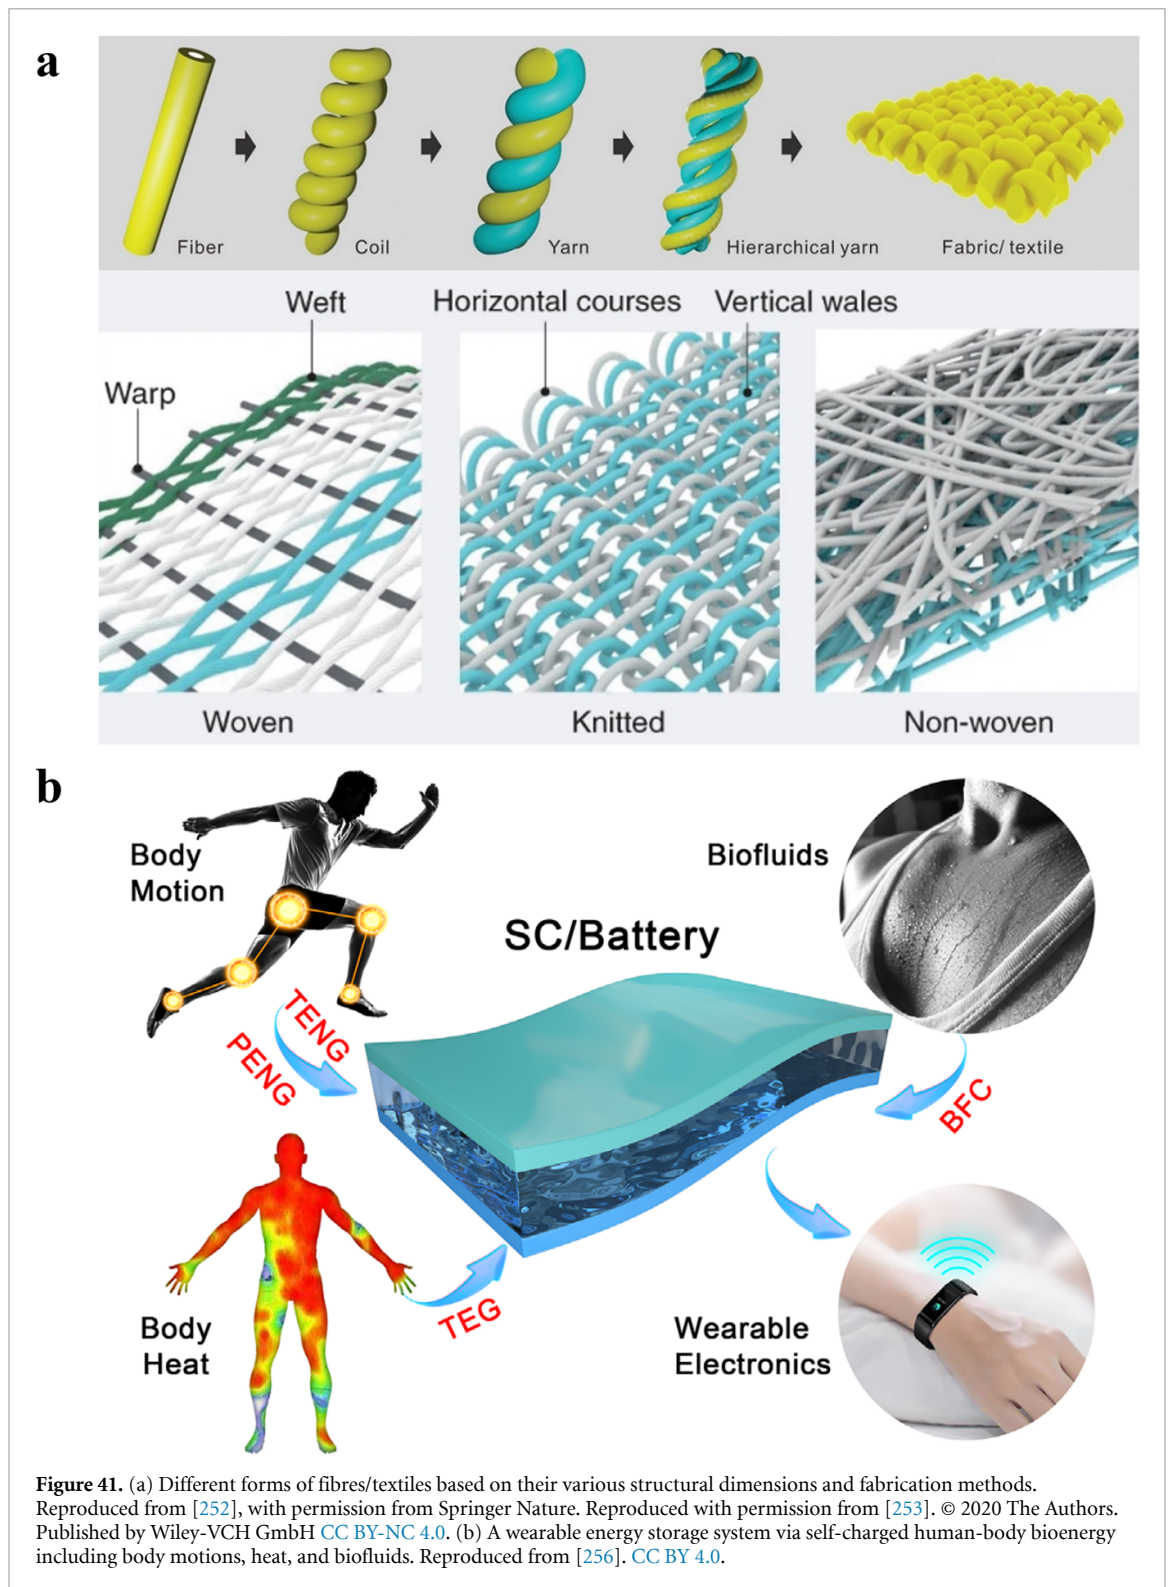 a
Fiber
Coil
Yarn
Hierarchical yarn
Fabric/ textile
Weft
Horizontal courses
Vertical wales
Warp
Woven
Knitted
Non-woven
b
Body
Motion
Biofluids
SC/Battery
TENG
PENG
BFC
Body
Heat
TEG
Wearable
Electronics
Figure 41. (a) Different forms of fibres/textiles based on their various structural dimensions and fabrication methods.
Reproduced from [252], with permission from Springer Nature. Reproduced with permission from [253]. © 2020 The Authors.
Published by Wiley-VCH GmbH CC BY-NC 4.0. (b) A wearable energy storage system via self-charged human-body bioenergy
including body motions, heat, and biofluids. Reproduced from [256]. CC BY 4.0.